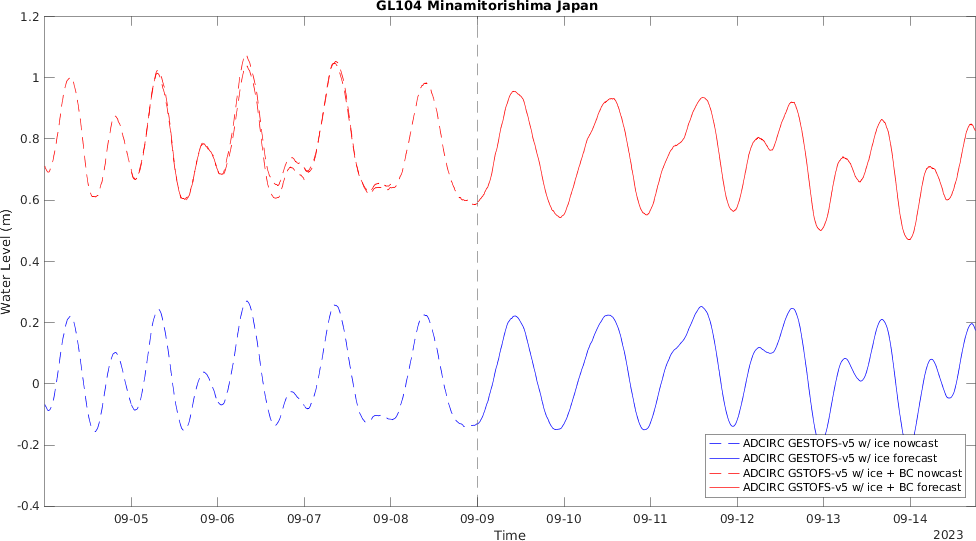 GL104 Minamitorishima Japan
1.2
1
0.8
0.6
0.4
0.2
0
-0.2
-0.4
Water Level (m)
09-05 09-06 09-07 09-08 09-09 09-10 09-11 09-12 09-13 09-14
Time
2023
ADCIRC GESTOFS-v5 w/ ice nowcast
ADCIRC GESTOFS-v5 w/ ice forecast
ADCIRC GSTOFS-v5 w/ ice + BC nowcast
ADCIRC GSTOFS-v5 w/ ice + BC forecast